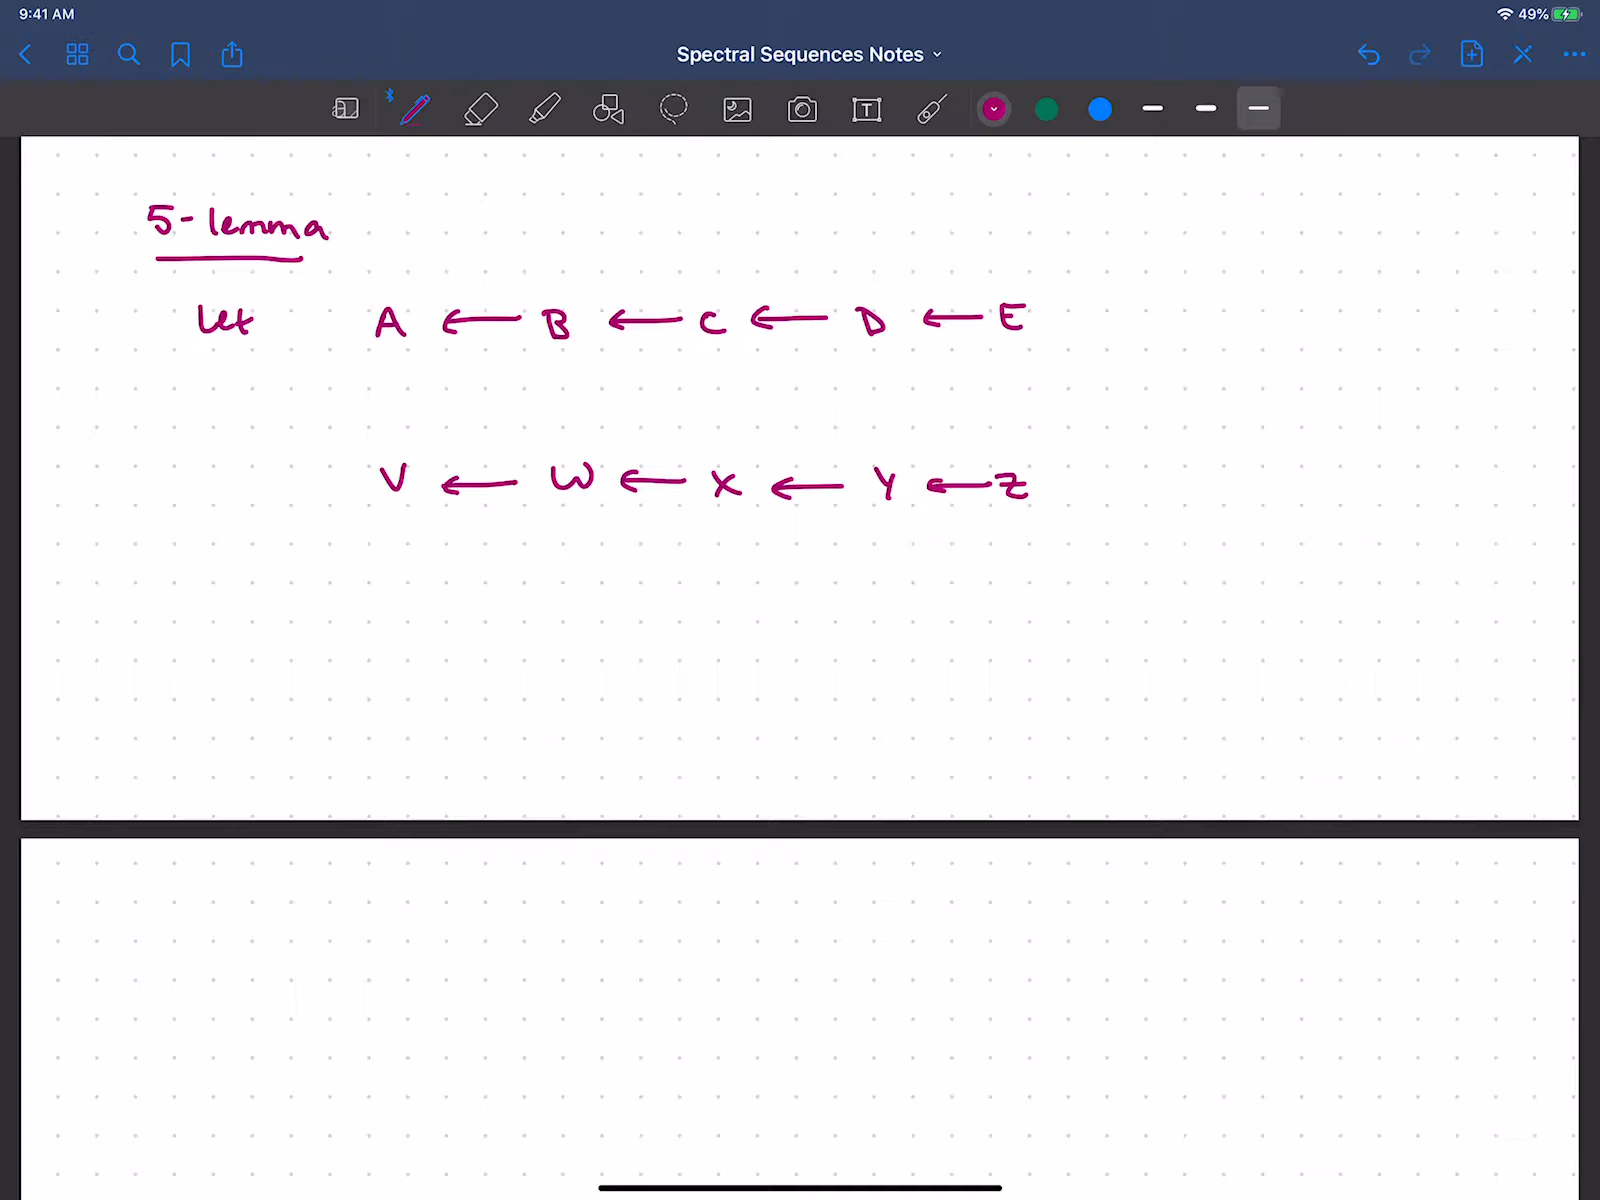 9:41 AM
49%
Spectral Sequences Notes
T
5-lemma
Let A ← B ← C ← D ← E
V ← W ← X ← Y ← Z